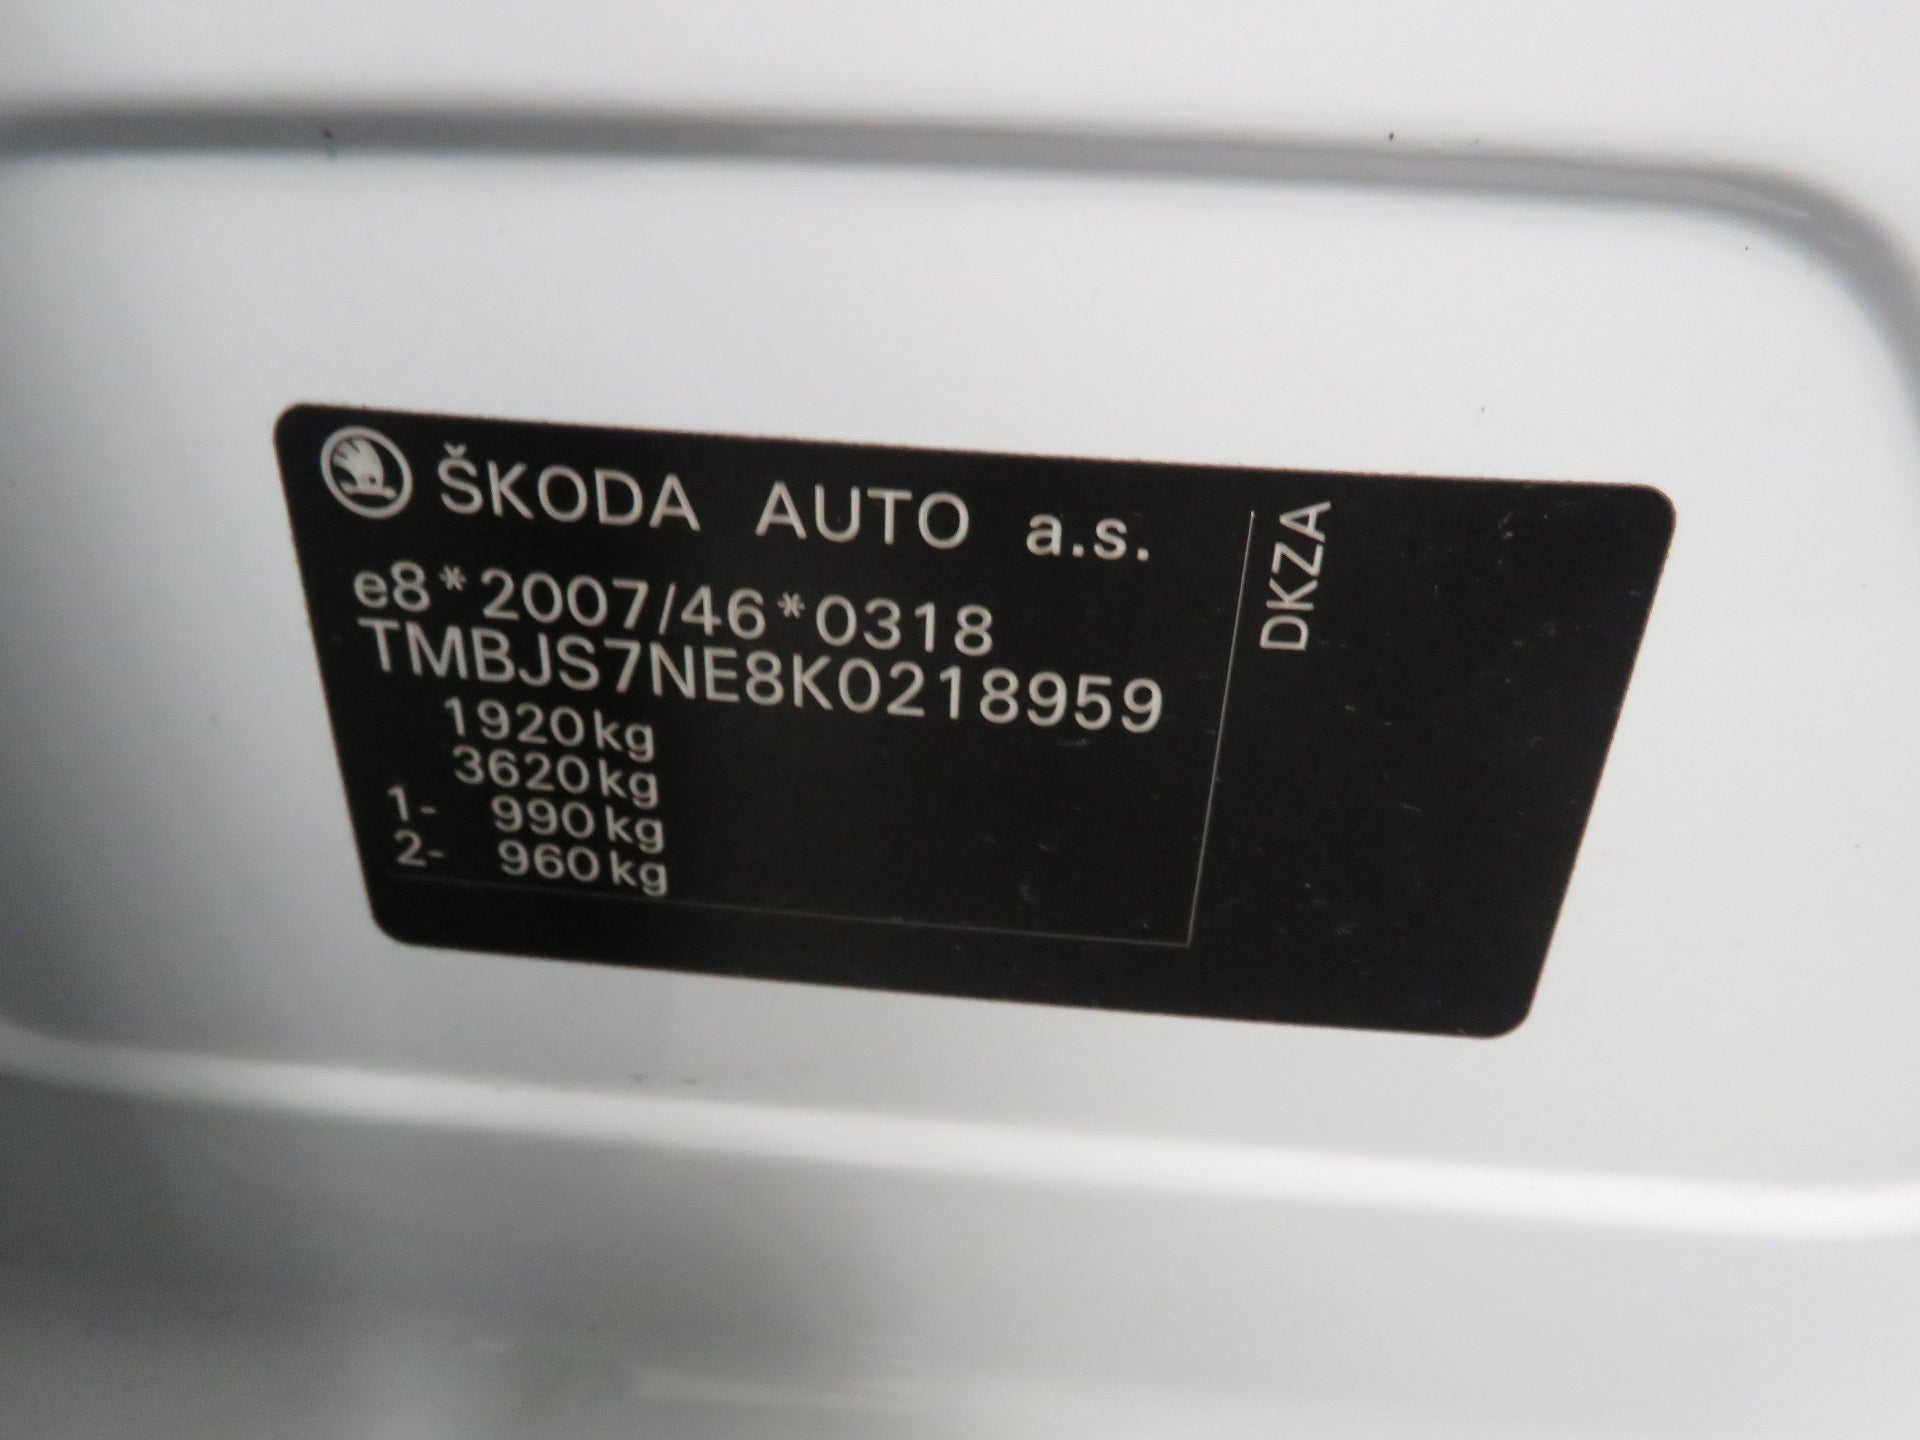 ŠKODA AUTO a.s.
e8*2007/46*0318
TMBJS7NE8K0218959
1920kg
3620kg
1- 990kg
2- 960kg
DKZA